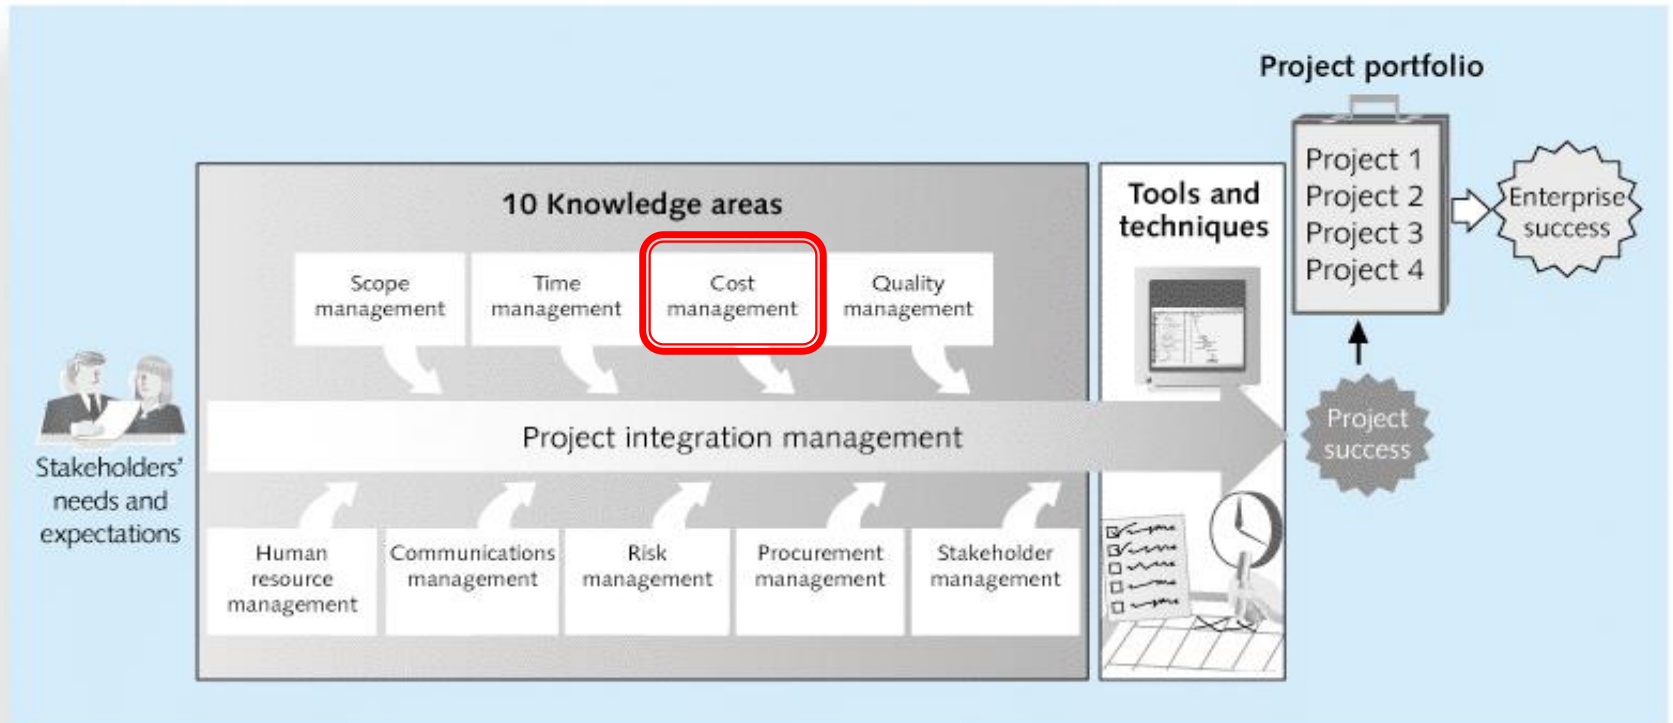 Project portfolio
Project 1
Project 2
Project 3
Project 4
Enterprise
success
10 Knowledge areas
Tools and
techniques
Scope
management
Time
management
Cost
management
Quality
management
Project integration management
Project
success
Stakeholders'
needs and
expectations
Human
resource
management
Communications
management
Risk
management
Procurement
management
Stakeholder
management